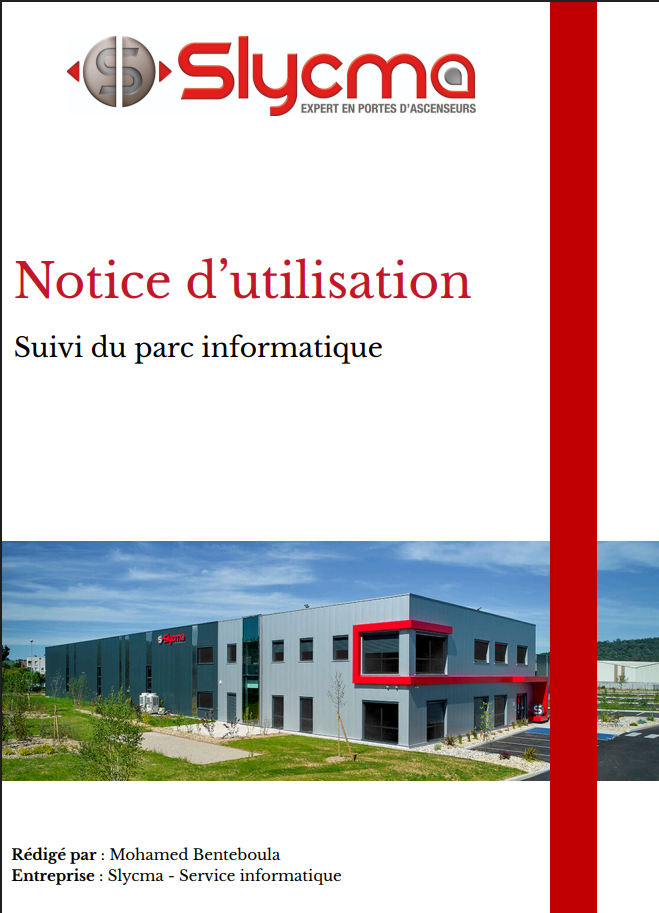 Slycma
EXPERT EN PORTES D'ASCENSEURS
Notice d’utilisation
Suivi du parc informatique
Slycma
Rédigé par : Mohamed Benteboula
Entreprise : Slycma - Service informatique